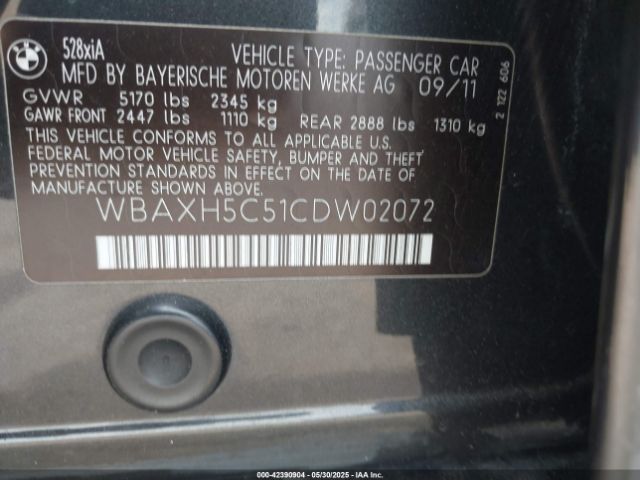 BMW
528xiA
VEHICLE TYPE: PASSENGER CAR
MFD BY BAYERISCHE MOTOREN WERKE AG 09/11
GVWR 5170 lbs 2345 kg
GAWR FRONT 2447 lbs 1110 kg REAR 2888 lbs 1310 kg
THIS VEHICLE CONFORMS TO ALL APPLICABLE U.S.
FEDERAL MOTOR VEHICLE SAFETY, BUMPER AND THEFT
PREVENTION STANDARDS IN EFFECT ON THE DATE OF
MANUFACTURE SHOWN ABOVE.
WBAXH5C51CDW02072
2 122 606
00-42390904 — 05/30/2025 — IAA Inc.